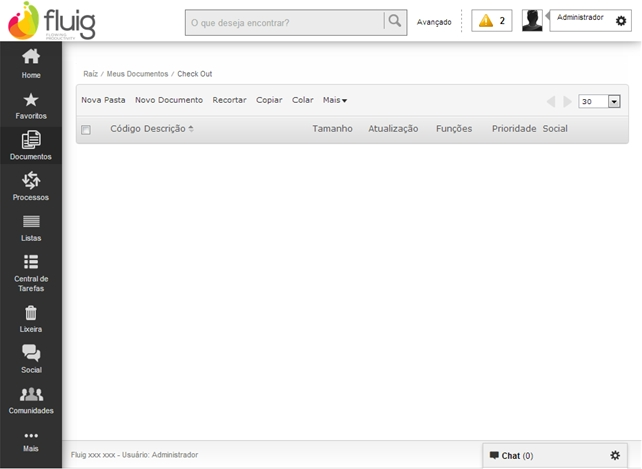 fluig
O que deseja encontrar?
Avançado
2
Administrador
Home
Favoritos
Documentos
Processos
Listas
Central de
Tarefas
Lixeira
Social
Comunidades
Mais
Raíz / Meus Documentos / Check Out
Nova Pasta Novo Documento Recortar Copiar Colar Mais
30
Código Descrição Tamanho Atualização Funções Prioridade Social
Fluig xxx.xxx - Usuário: Administrador
Chat (0)